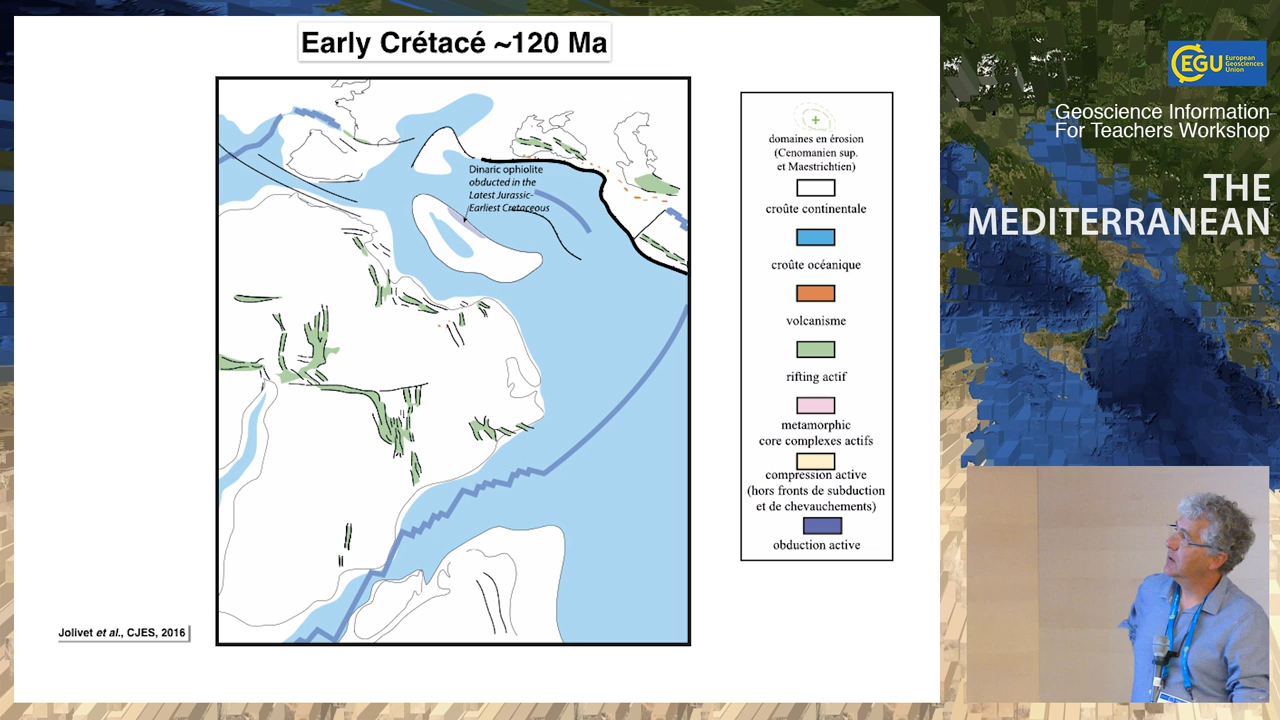 Early Crétacé ~120 Ma
Dinaric ophiolite
obducted in the
Latest Jurassic-
Earliest Cretaceous
domaines en érosion
(Cenomanien sup.
et Maestrichtien)
croûte continentale
croûte océanique
volcanisme
rifting actif
metamorphic
core complexes actifs
compression active
(hors fronts de subduction
et de chevauchements)
obduction active
Jolivet et al., CJES, 2016
EGU
European
Geosciences
Union
Geoscience Information
For Teachers Workshop
THE
MEDITERRANEAN